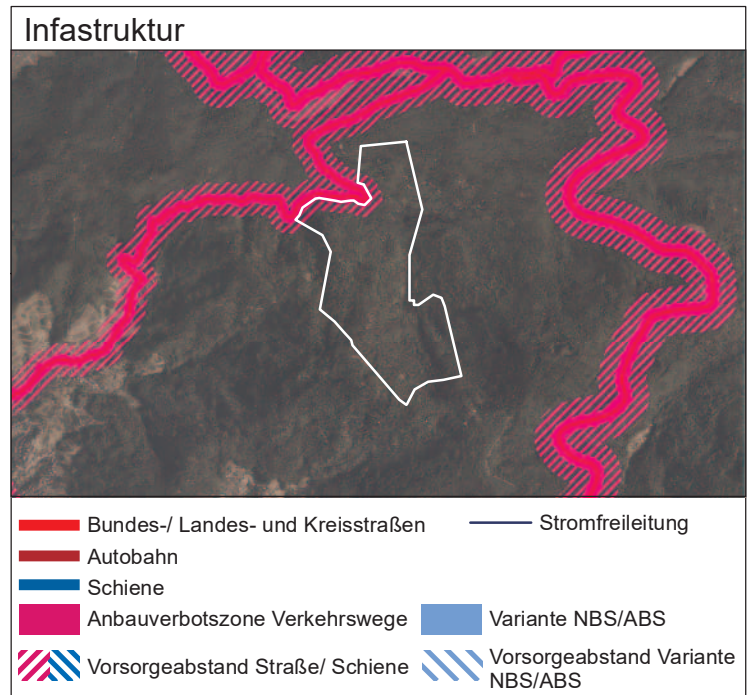 Infastruktur
Bundes-/ Landes- und Kreisstraßen
Stromfreileitung
Autobahn
Schiene
Anbauverbotszone Verkehrswege
Variante NBS/ABS
Vorsorgeabstand Straße/ Schiene
Vorsorgeabstand Variante
NBS/ABS